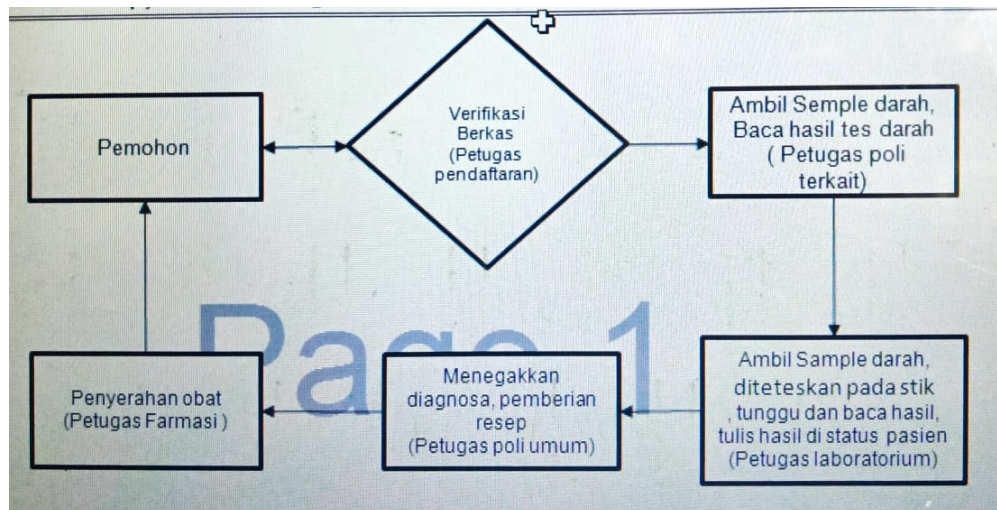 Pemohon
Verifikasi
Berkas
(Petugas
pendaftaran)
Ambil Semple darah,
Baca hasil tes darah
( Petugas poli
terkait)
Ambil Sample darah,
diteteskan pada stik
, tunggu dan baca hasil,
tulis hasil di status pasien
(Petugas laboratorium)
Menegakkan
diagnosa, pemberian
resep
(Petugas poli umum)
Penyerahan obat
(Petugas Farmasi )
Page 1